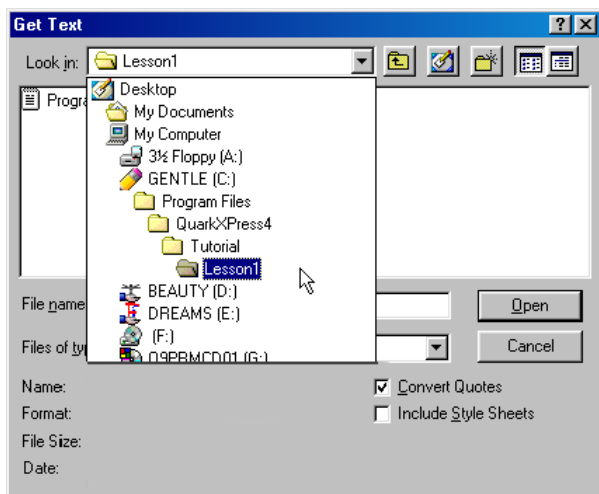 Get Text
Look in: Lesson1
Desktop
My Documents
My Computer
3½ Floppy (A:)
GENTLE (C:)
Program Files
QuarkXPress4
Tutorial
Lesson1
BEAUTY (D:)
DREAMS (E:)
(F:)
09PBMCD01 (G:)
Progra
File name
Open
Files of ty
Cancel
Name:
Convert Quotes
Format:
Include Style Sheets
File Size:
Date: